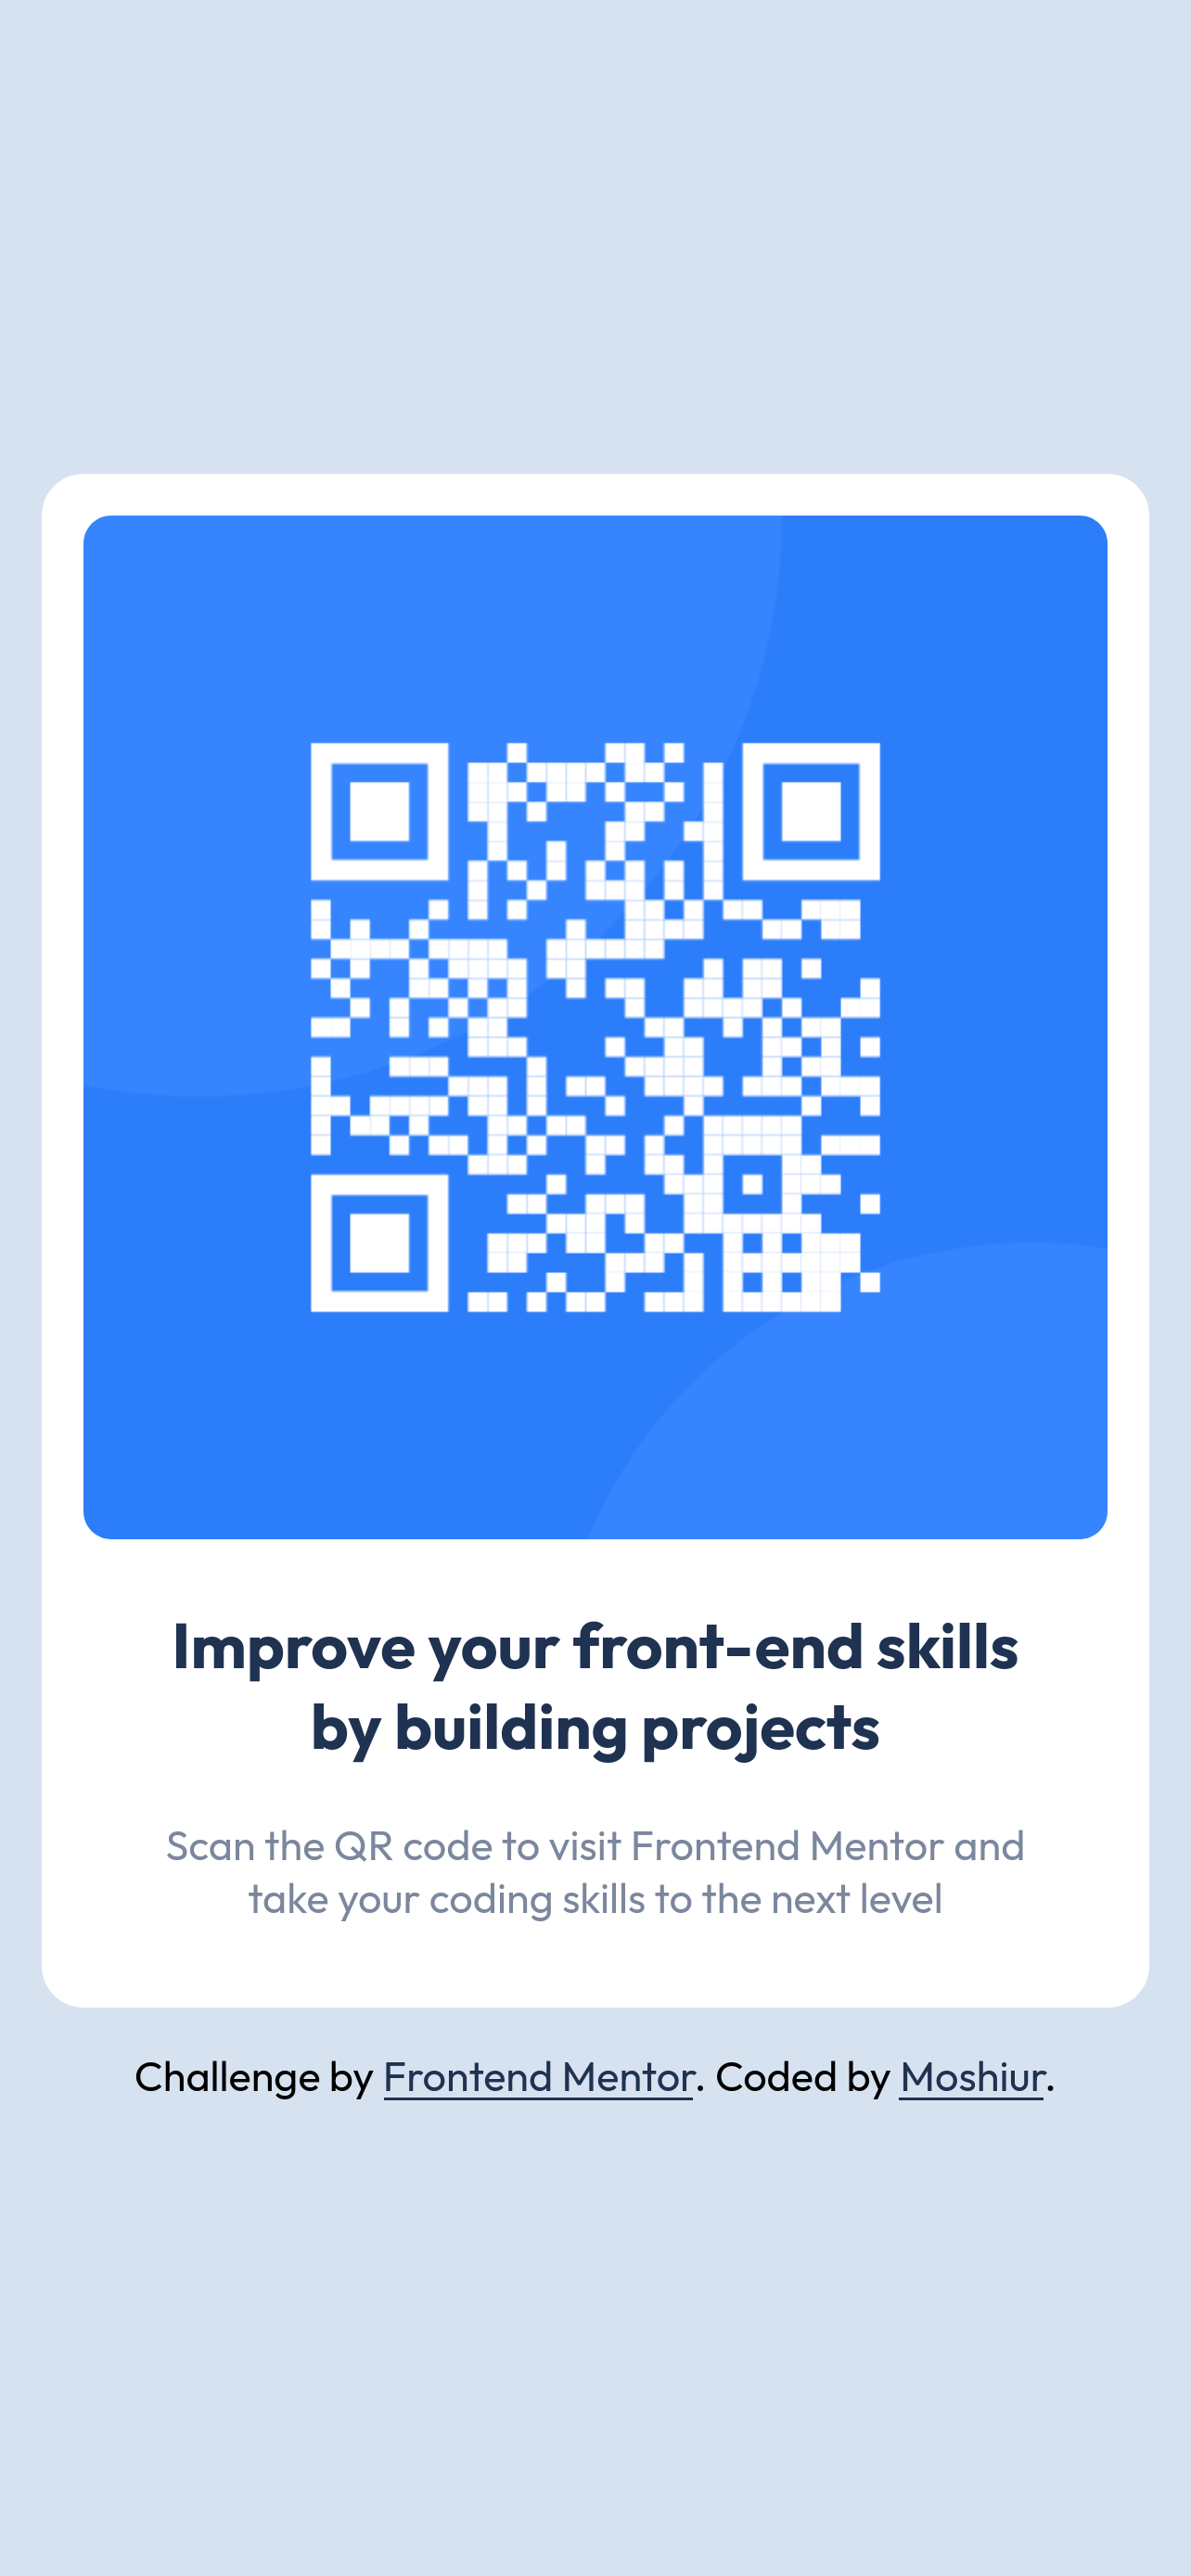 Improve your front-end skills
by building projects
Scan the QR code to visit Frontend Mentor and
take your coding skills to the next level
Challenge by Frontend Mentor. Coded by Moshiur.